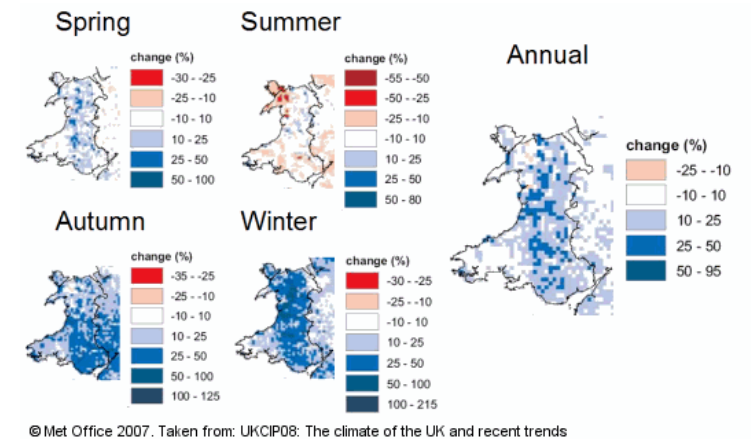 Spring
change (%)
-30 - -25
-25 - -10
-10 - 10
10 - 25
25 - 50
50 - 100
Summer
change (%)
-55 - -50
-50 - -25
-25 - -10
-10 - 10
10 - 25
25 - 50
50 - 80
Annual
change (%)
-25 - -10
-10 - 10
10 - 25
25 - 50
50 - 95
Autumn
change (%)
-35 - -25
-25 - -10
-10 - 10
10 - 25
25 - 50
50 - 100
100 - 125
Winter
change (%)
-30 - -25
-25 - -10
-10 - 10
10 - 25
25 - 50
50 - 100
100 - 215
© Met Office 2007. Taken from: UKCIP08: The climate of the UK and recent trends